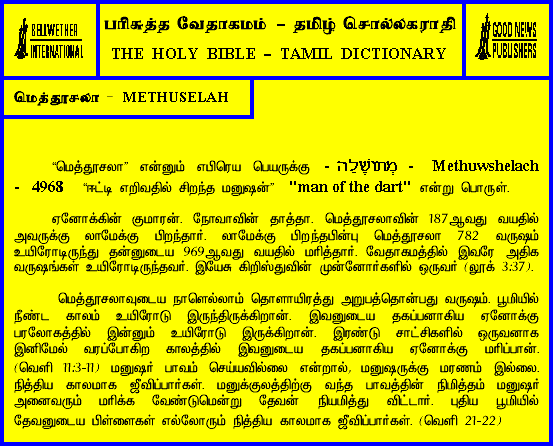 BELLWETHER
INTERNATIONAL
பரிசுத்த வேதாகமம் - தமிழ் சொல்லகராதி
THE HOLY BIBLE - TAMIL DICTIONARY
GOOD NEWS
PUBLISHERS
மெத்தூசலா - METHUSELAH
“மெத்தூசலா” என்னும் எபிரெய பெயருக்கு - מְתוּשֶׁלַה - Methuwshelach
- 4968 “ஈட்டி எறிவதில் சிறந்த மனுஷன்” "man of the dart" என்று பொருள்.
ஏனோக்கின் குமாரன். நோவாவின் தாத்தா. மெத்தூசலாவின் 187ஆவது வயதில்
அவருக்கு லாமேக்கு பிறந்தார். லாமேக்கு பிறந்தபின்பு மெத்தூசலா 782 வருஷம்
உயிரோடிருந்து தன்னுடைய 969ஆவது வயதில் மரித்தார். வேதாகமத்தில் இவரே அதிக
வருஷங்கள் உயிரோடிருந்தவர். இயேசு கிறிஸ்துவின் முன்னோர்களில் ஒருவர் (லூக் 3:37).
மெத்தூசலாவுடைய நாளெல்லாம் தொளாயிரத்து அறுபத்தொன்பது வருஷம். பூமியில்
நீண்ட காலம் உயிரோடு இருந்திருக்கிறான். இவனுடைய தகப்பனாகிய ஏனோக்கு
பரலோகத்தில் இன்னும் உயிரோடு இருக்கிறான். இரண்டு சாட்சிகளில் ஒருவனாக
இனிமேல் வரப்போகிற காலத்தில் இவனுடைய தகப்பனாகிய ஏனோக்கு மரிப்பான்.
(வெளி 11:3-11) மனுஷர் பாவம் செய்யவில்லை என்றால், மனுஷருக்கு மரணம் இல்லை.
நித்திய காலமாக ஜீவிப்பார்கள். மனுக்குலத்திற்கு வந்த பாவத்தின் நிமித்தம் மனுஷர்
அனைவரும் மரிக்க வேண்டுமென்று தேவன் நியமித்து விட்டார். புதிய பூமியில்
தேவனுடைய பிள்ளைகள் எல்லோரும் நித்திய காலமாக ஜீவிப்பார்கள். (வெளி 21-22)